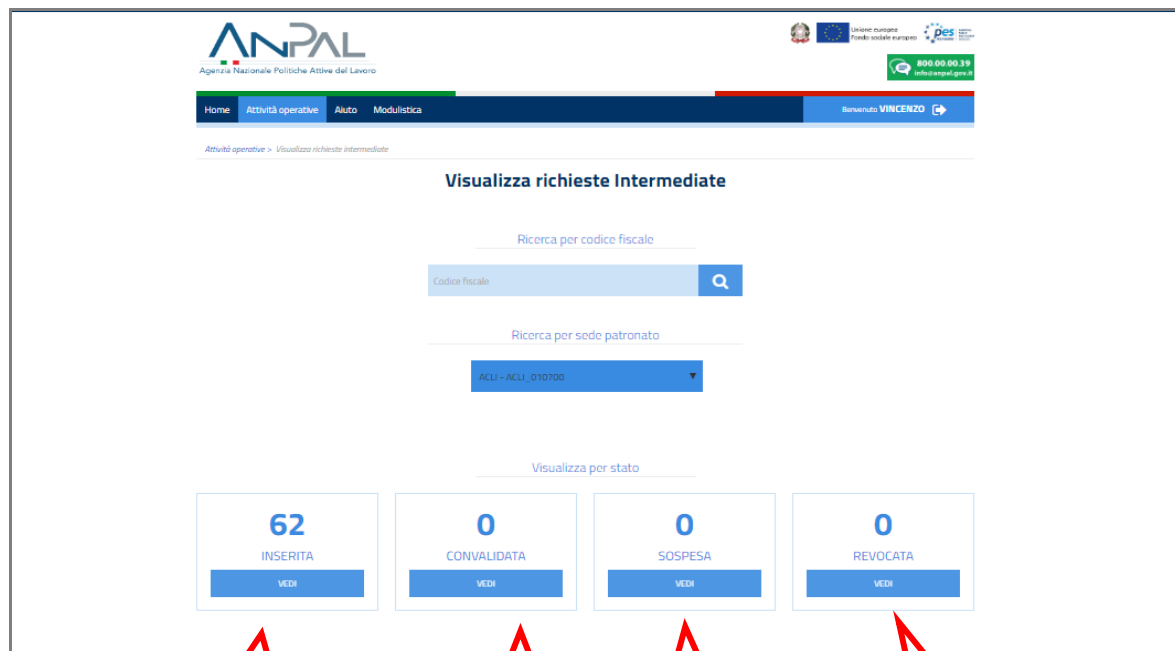 ANPAL
Agenzia Nazionale Politiche Attive del Lavoro
Unione europea
Fondo sociale europeo
pes
800.00.00.39
info@anpal.gov.it
Home Attività operative Aiuto Modulistica
Benvenuto VINCENZO
Attività operative > Visualizza richieste intermediate
Visualizza richieste Intermediate
Ricerca per codice fiscale
Codice fiscale
Ricerca per sede patronato
ACLI - ACLI_010700
Visualizza per stato
62 0 0 0
INSERITA CONVALIDATA SOSPESA REVOCATA
VEDI VEDI VEDI VEDI